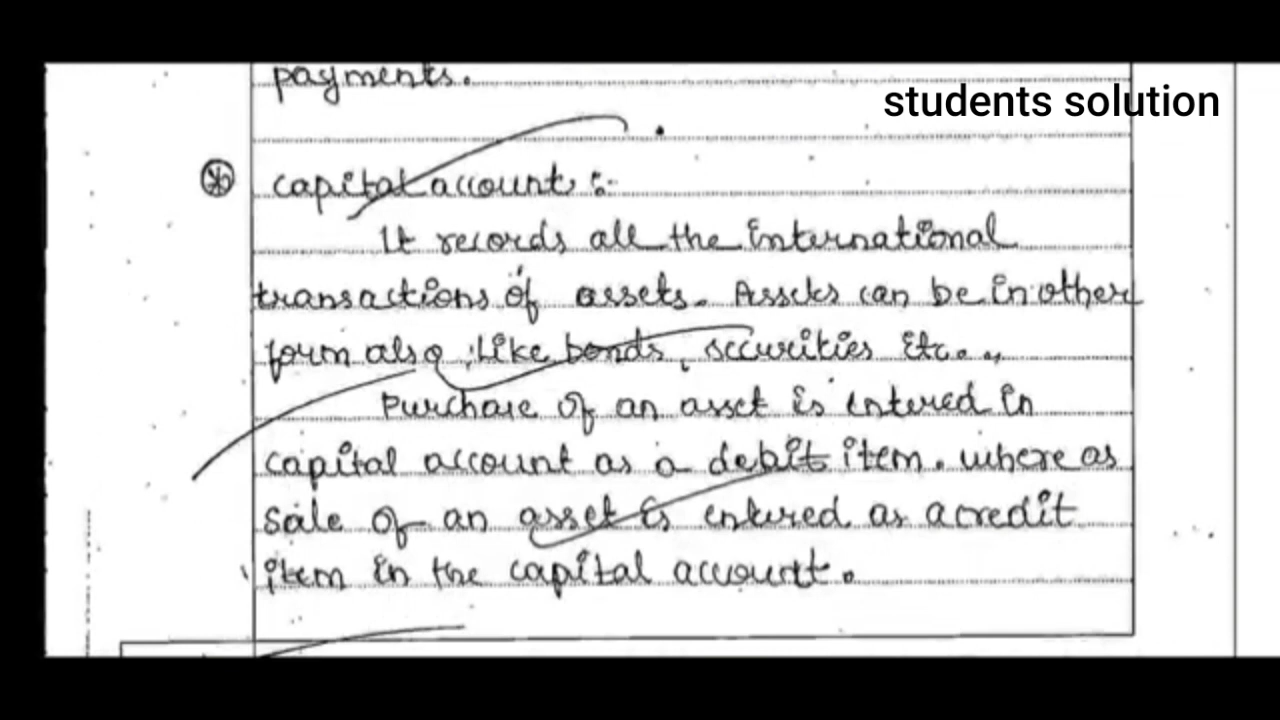 payments.
students solution
capital account :-
It records all the international
transactions of assets. Assets can be in other
form also, like bonds, securities etc..,
Purchase of an asset is entered in
capital account as a debit item. where as
sale of an asset is entered as a credit
item in the capital account.